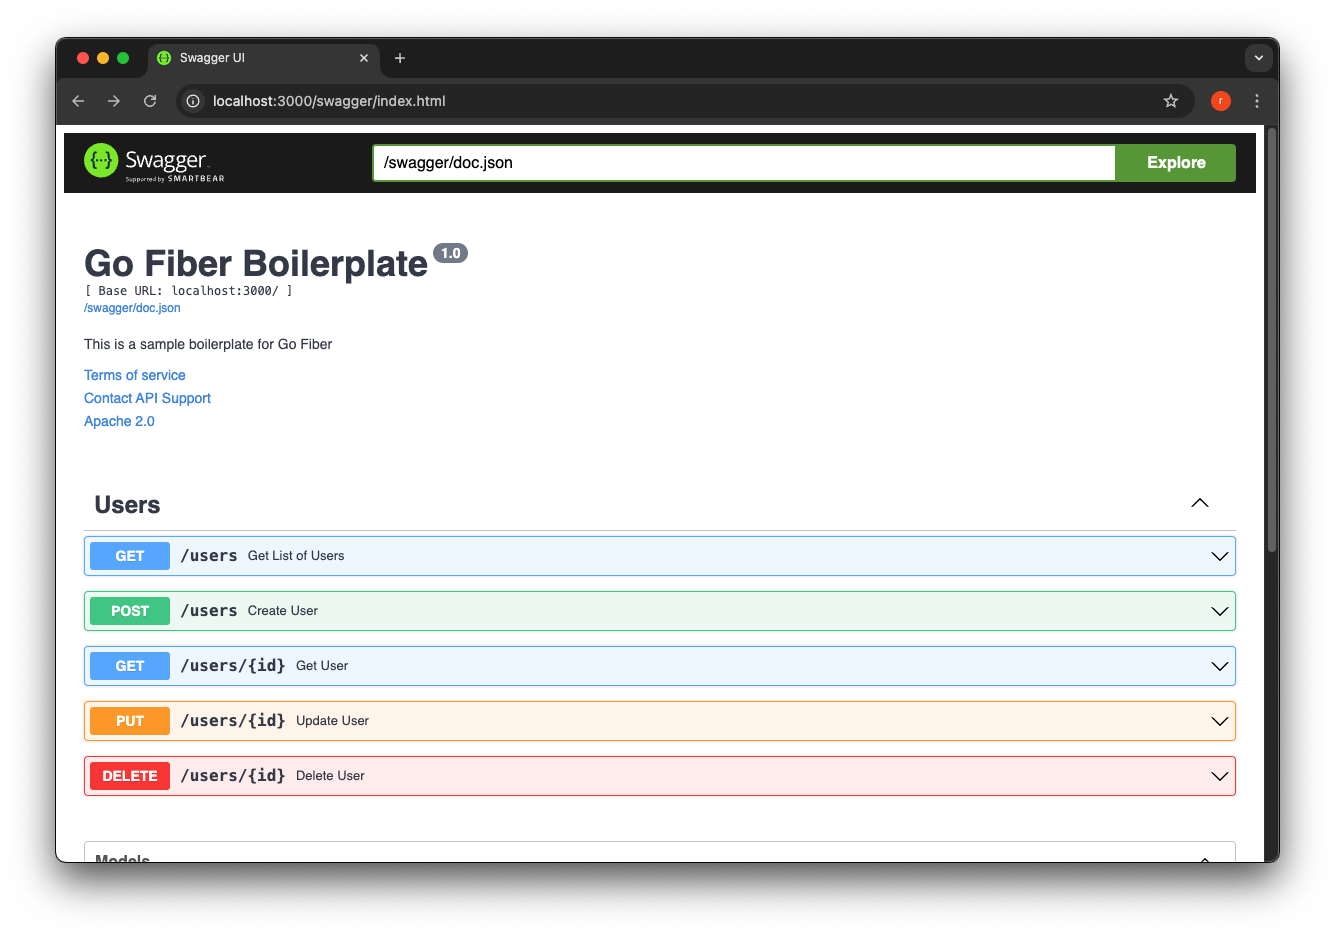 Swagger UI
localhost:3000/swagger/index.html
r
Swagger
Supported by SMARTBEAR
/swagger/doc.json
Explore
Go Fiber Boilerplate 1.0
[ Base URL: localhost:3000/ ]
/swagger/doc.json
This is a sample boilerplate for Go Fiber
Terms of service
Contact API Support
Apache 2.0
Users
GET /users Get List of Users
POST /users Create User
GET /users/{id} Get User
PUT /users/{id} Update User
DELETE /users/{id} Delete User
Models